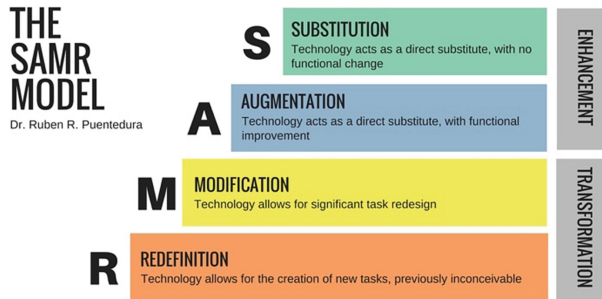 THE
SAMR
MODEL
Dr. Ruben R. Puentedura
S
SUBSTITUTION
Technology acts as a direct substitute, with no
functional change
A
AUGMENTATION
Technology acts as a direct substitute, with functional
improvement
ENHANCEMENT
M
MODIFICATION
Technology allows for significant task redesign
R
REDEFINITION
Technology allows for the creation of new tasks, previously inconceivable
TRANSFORMATION